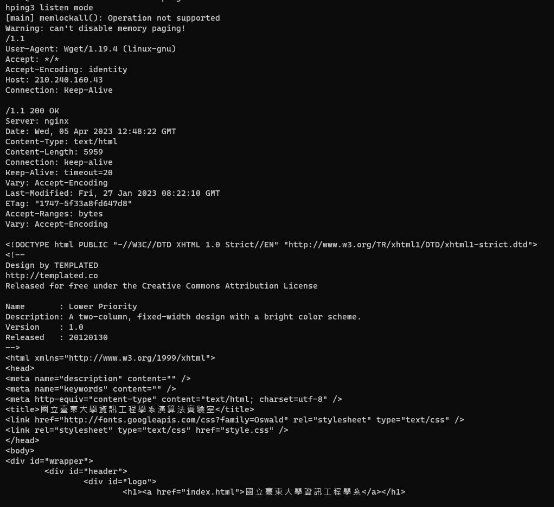 hping3 listen mode
[main] memlockall(): Operation not supported
Warning: can't disable memory paging!
/1.1
User-Agent: Wget/1.19.4 (linux-gnu)
Accept: */*
Accept-Encoding: identity
Host: 210.240.160.43
Connection: Keep-Alive

/1.1 200 OK
Server: nginx
Date: Wed, 05 Apr 2023 12:48:22 GMT
Content-Type: text/html
Content-Length: 5959
Connection: keep-alive
Keep-Alive: timeout=20
Vary: Accept-Encoding
Last-Modified: Fri, 27 Jan 2023 08:22:10 GMT
ETag: "1747-5f33a8fd647d8"
Accept-Ranges: bytes
Vary: Accept-Encoding

<!DOCTYPE html PUBLIC "-//W3C//DTD XHTML 1.0 Strict//EN" "http://www.w3.org/TR/xhtml1/DTD/xhtml1-strict.dtd">
<!--
Design by TEMPLATED
http://templated.co
Released for free under the Creative Commons Attribution License

Name       : Lower Priority
Description: A two-column, fixed-width design with a bright color scheme.
Version    : 1.0
Released   : 20120130
-->
<html xmlns="http://www.w3.org/1999/xhtml">
<head>
<meta name="description" content="" />
<meta name="keywords" content="" />
<meta http-equiv="content-type" content="text/html; charset=utf-8" />
<title>國立臺東大學資訊工程學系演算法實驗室</title>
<link href="http://fonts.googleapis.com/css?family=Oswald" rel="stylesheet" type="text/css" />
<link rel="stylesheet" type="text/css" href="style.css" />
</head>
<body>
<div id="wrapper">
        <div id="header">
                <div id="logo">
                        <h1><a href="index.html">國立臺東大學資訊工程學系</a></h1>